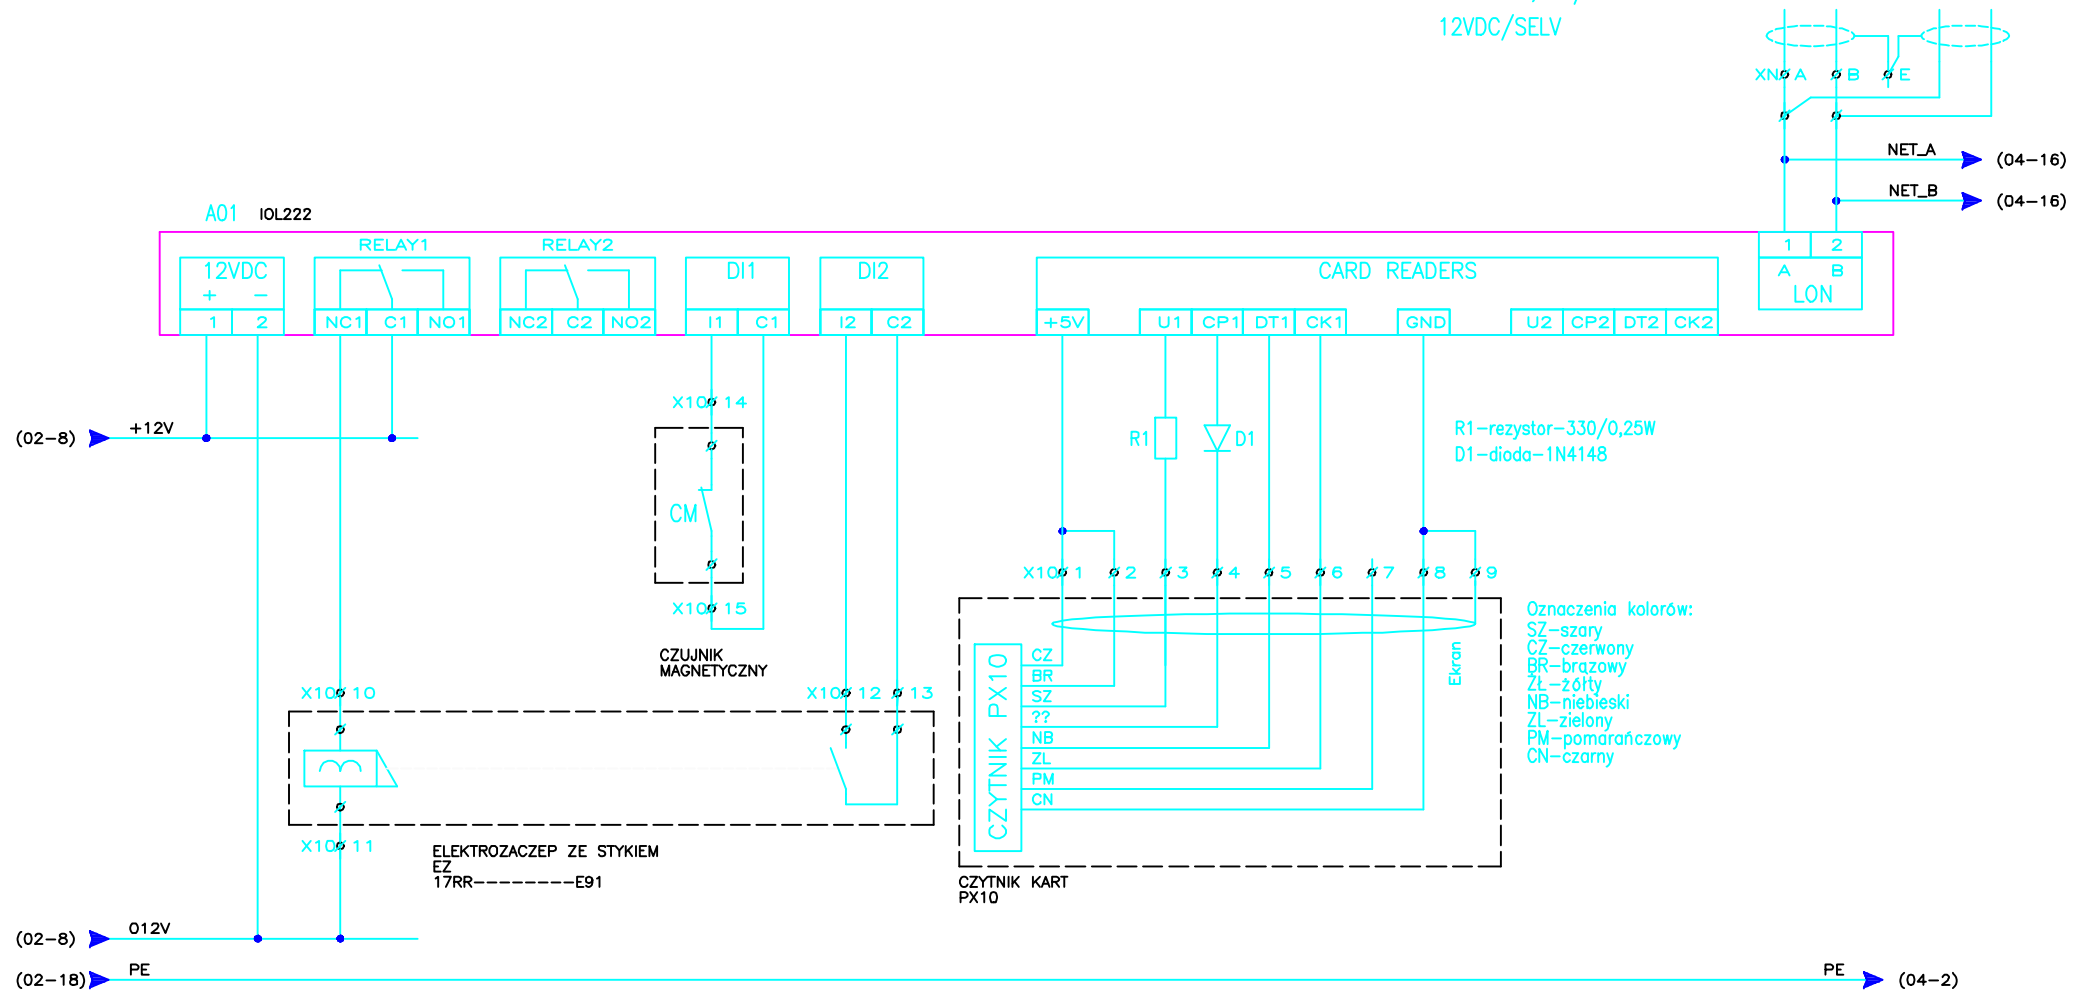 12VDC/SELV
XN A B E
NET_A (04-16)
NET_B (04-16)
A01 IOL222
RELAY1 RELAY2 1 2
12VDC DI1 DI2 CARD READERS A B
+ - LON
1 2 NC1 C1 NO1 NC2 C2 NO2 I1 C1 I2 C2 +5V U1 CP1 DT1 CK1 GND U2 CP2 DT2 CK2
X10 14
(02-8) +12V R1 D1 R1-rezystor-330/0,25W
D1-dioda-1N4148
CM
X10 1 2 3 4 5 6 7 8 9
X10 15
Oznaczenia kolorów:
SZ-szary
CZ-czerwony
BR-brązowy
ZŁ-żółty
NB-niebieski
ZL-zielony
PM-pomarańczowy
CN-czarny
CZUJNIK
MAGNETYCZNY
Ekran
CZYTNIK PX10
CZ
BR
SZ
??
NB
ZL
PM
CN
X10 10 X10 12 13
X10 11
ELEKTROZACZEP ZE STYKIEM
EZ
17RR---------E91
CZYTNIK KART
PX10
(02-8) 012V
(02-18) PE PE (04-2)